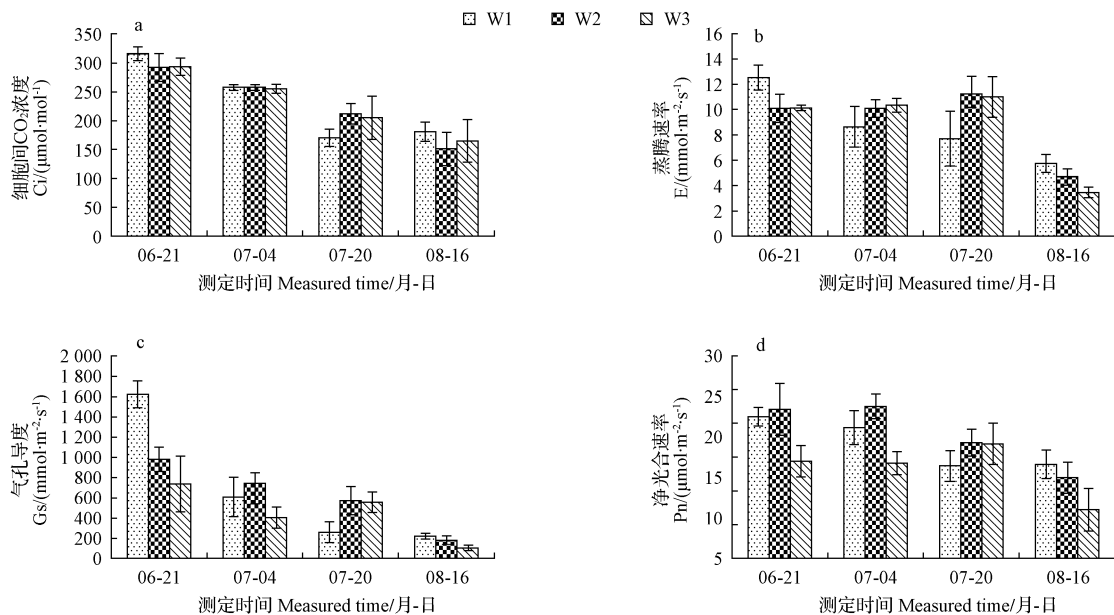 W1 W2 W3
a
350
300
250
200
150
100
50
0
细胞间CO₂浓度
Ci/(μmol·mol⁻¹)
06-21 07-04 07-20 08-16
测定时间 Measured time/月-日
b
16
14
12
10
8
6
4
2
0
蒸腾速率
E/(mmol·m⁻²·s⁻¹)
06-21 07-04 07-20 08-16
测定时间 Measured time/月-日
c
2 000
1 800
1 600
1 400
1 200
1 000
800
600
400
200
0
气孔导度
Gs/(mmol·m⁻²·s⁻¹)
06-21 07-04 07-20 08-16
测定时间 Measured time/月-日
d
30
25
20
15
15
10
5
净光合速率
Pn/(μmol·m⁻²·s⁻¹)
06-21 07-04 07-20 08-16
测定时间 Measured time/月-日